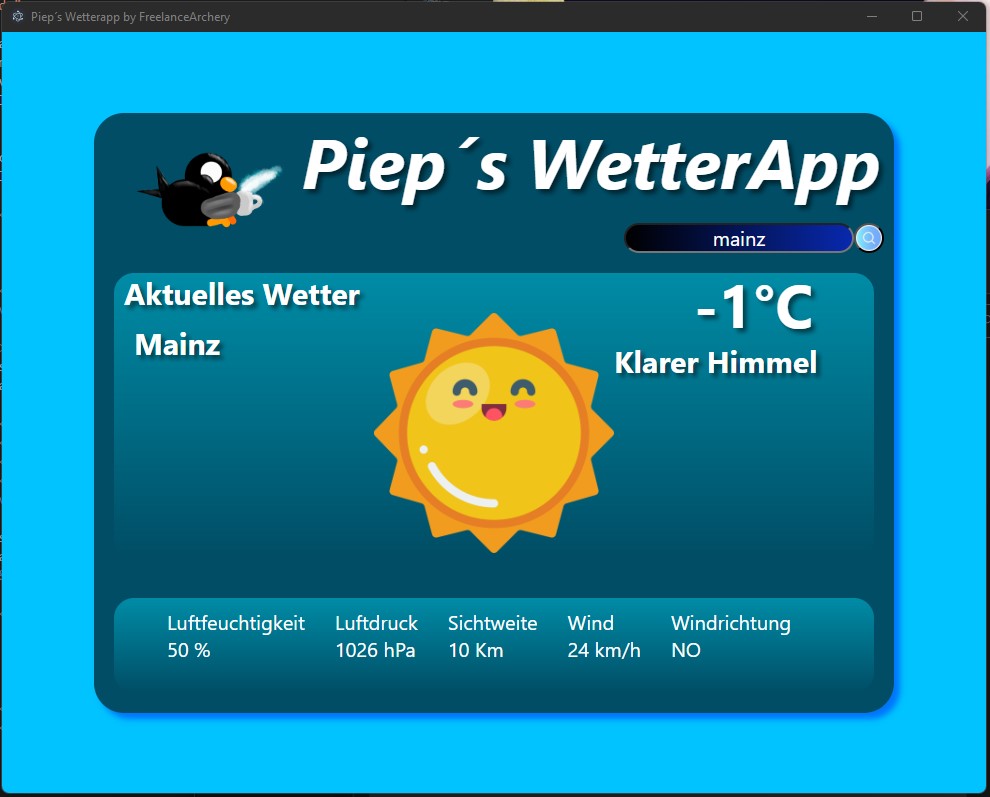 Piep´s Wetterapp by FreelanceArchery
Piep´s WetterApp
mainz
Aktuelles Wetter
-1°C
Mainz
Klarer Himmel
Luftfeuchtigkeit Luftdruck Sichtweite Wind Windrichtung
50 % 1026 hPa 10 Km 24 km/h NO